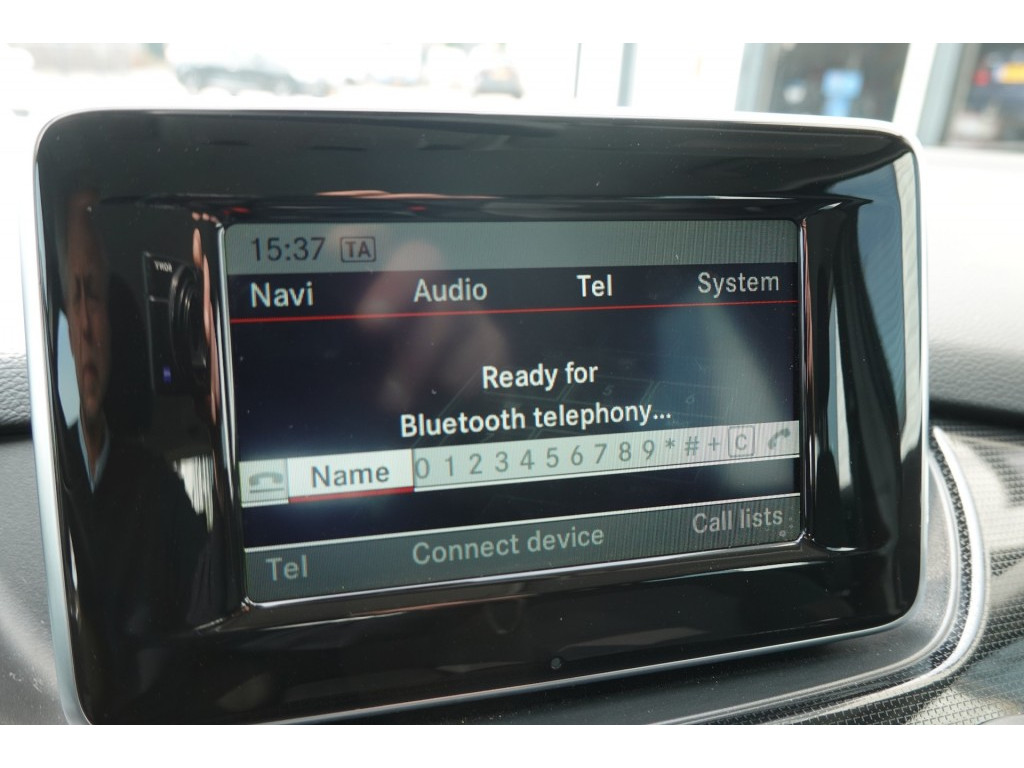 15:37 TA
Navi Audio Tel System
Ready for
Bluetooth telephony...
Name 0 1 2 3 4 5 6 7 8 9 * # + C
Tel Connect device Call lists